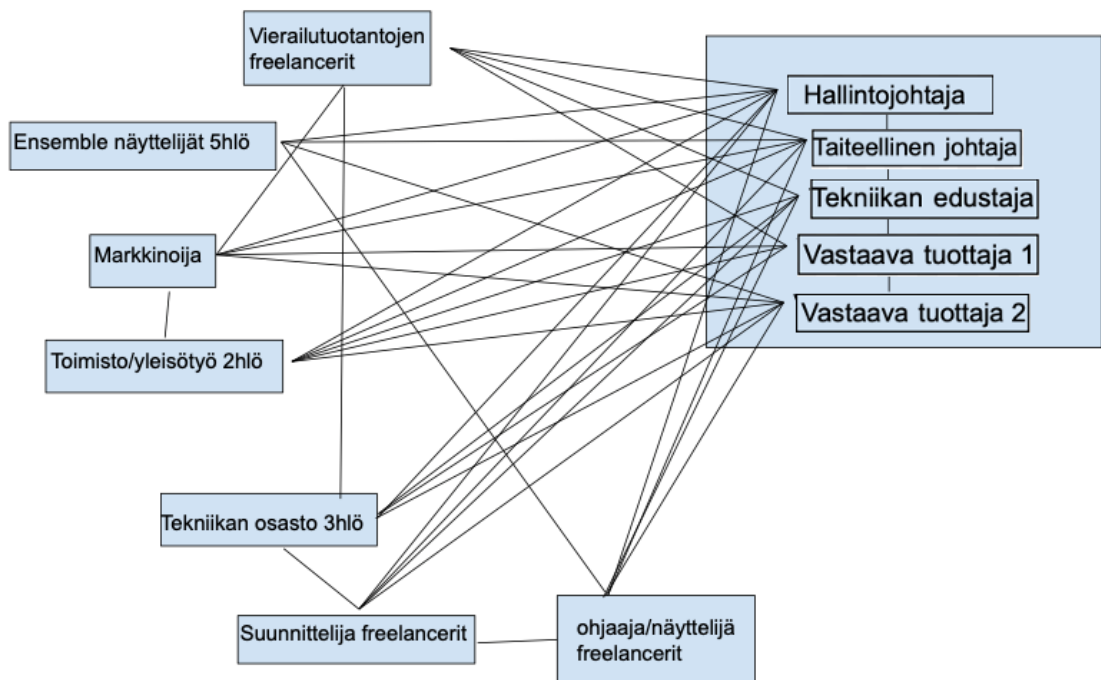 Vierailutuotantojen
freelancerit
Ensemble näyttelijät 5hlö
Markkinoija
Toimisto/yleisötyö 2hlö
Tekniikan osasto 3hlö
Suunnittelija freelancerit
ohjaaja/näyttelijä
freelancerit
Hallintojohtaja
Taiteellinen johtaja
Tekniikan edustaja
Vastaava tuottaja 1
Vastaava tuottaja 2